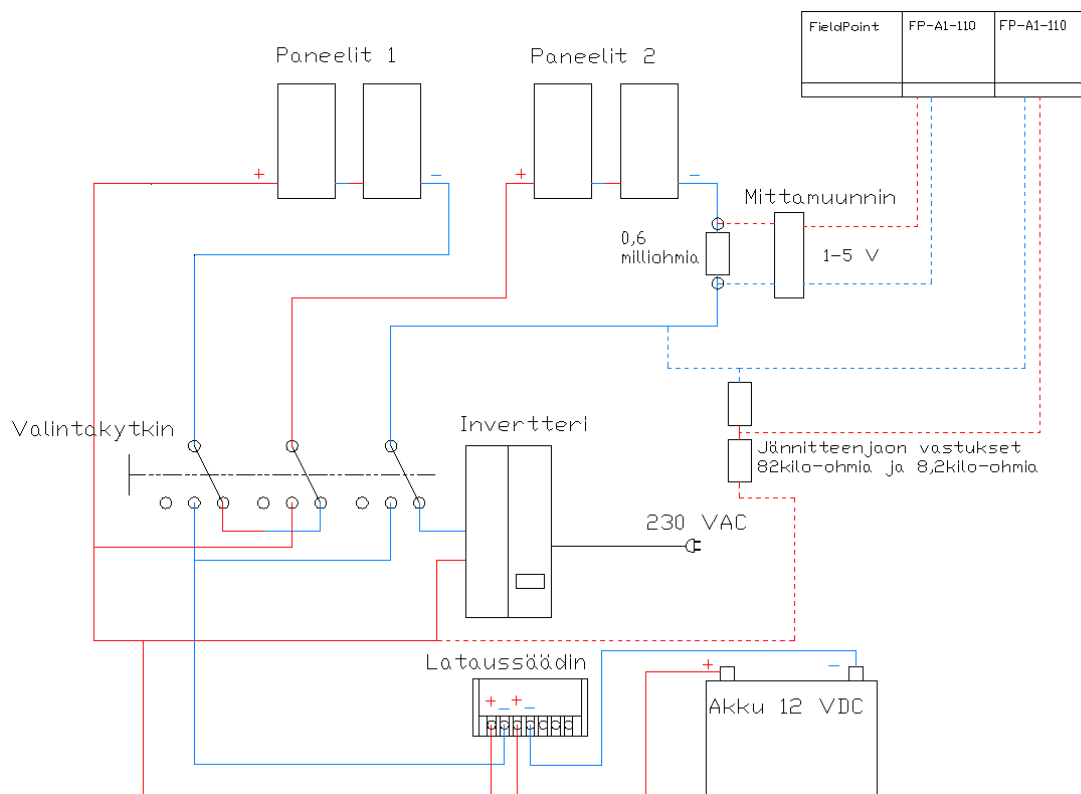 FieldPoint
FP-A1-110
FP-A1-110
Paneelit 1
Paneelit 2
+
−
+
−
Mittamuunnin
0,6
milliohmia
1-5 V
Valintakytkin
Invertteri
Jännitteenjaon vastukset
82kilo-ohmia ja 8,2kilo-ohmia
230 VAC
Lataussäädin
+
−
+
−
+
−
Akku 12 VDC